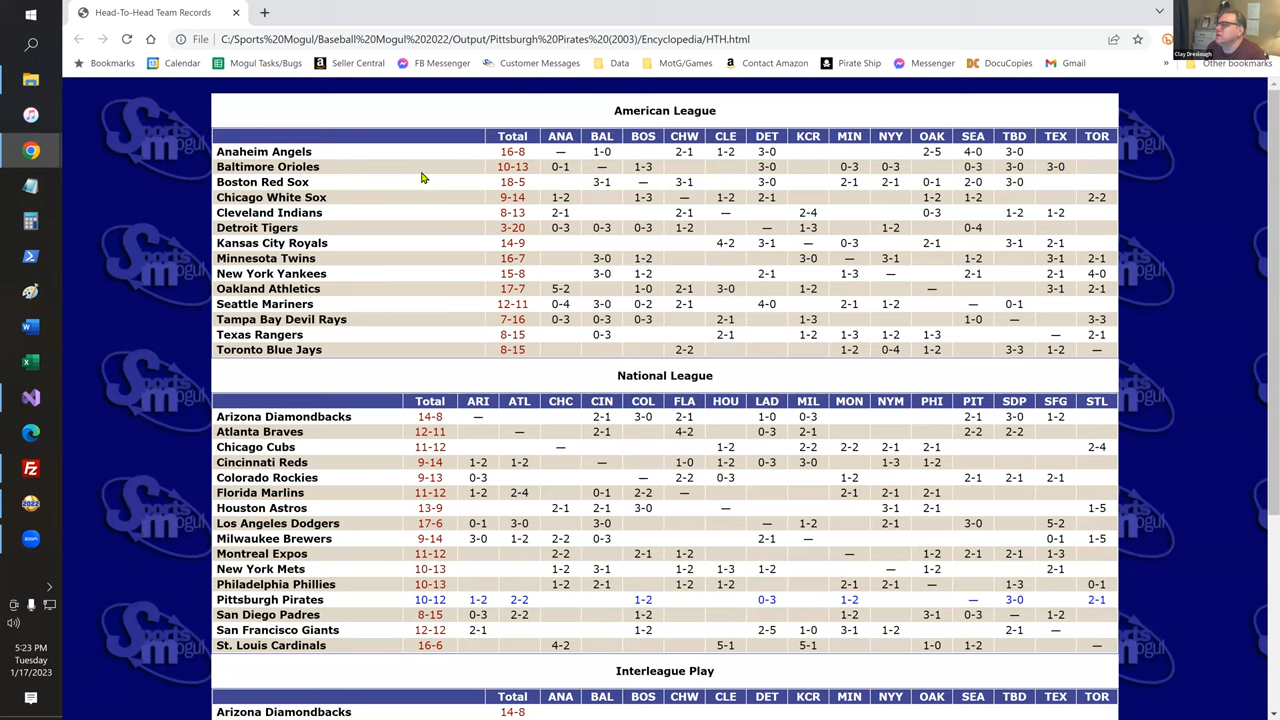 Head-To-Head Team Records
File C:/Sports%20Mogul/Baseball%20Mogul%202022/Output/Pittsburgh%20Pirates%20(2003)/Encyclopedia/HTH.html
Clay Dreslough
Bookmarks Calendar Mogul Tasks/Bugs Seller Central FB Messenger Customer Messages Data MotG/Games Contact Amazon Pirate Ship Messenger DocuCopies Gmail » Other bookmarks
American League
Total ANA BAL BOS CHW CLE DET KCR MIN NYY OAK SEA TBD TEX TOR
Anaheim Angels 16-8 — 1-0 2-1 1-2 3-0 2-5 4-0 3-0
Baltimore Orioles 10-13 0-1 — 1-3 3-0 0-3 0-3 0-3 3-0 3-0
Boston Red Sox 18-5 3-1 — 3-1 3-0 2-1 2-1 0-1 2-0 3-0
Chicago White Sox 9-14 1-2 1-3 — 1-2 2-1 1-2 1-2 2-2
Cleveland Indians 8-13 2-1 2-1 — 2-4 0-3 1-2 1-2
Detroit Tigers 3-20 0-3 0-3 0-3 1-2 — 1-3 1-2 0-4
Kansas City Royals 14-9 4-2 3-1 — 0-3 2-1 3-1 2-1
Minnesota Twins 16-7 3-0 1-2 3-0 — 3-1 1-2 3-1 2-1
New York Yankees 15-8 3-0 1-2 2-1 1-3 — 2-1 2-1 4-0
Oakland Athletics 17-7 5-2 1-0 2-1 3-0 1-2 — 3-1 2-1
Seattle Mariners 12-11 0-4 3-0 0-2 2-1 4-0 2-1 1-2 — 0-1
Tampa Bay Devil Rays 7-16 0-3 0-3 0-3 2-1 1-3 1-0 — 3-3
Texas Rangers 8-15 0-3 2-1 1-2 1-3 1-2 1-3 — 2-1
Toronto Blue Jays 8-15 2-2 1-2 0-4 1-2 3-3 1-2 —
National League
Total ARI ATL CHC CIN COL FLA HOU LAD MIL MON NYM PHI PIT SDP SFG STL
Arizona Diamondbacks 14-8 — 2-1 3-0 2-1 1-0 0-3 2-1 3-0 1-2
Atlanta Braves 12-11 — 2-1 4-2 0-3 2-1 2-2 2-2
Chicago Cubs 11-12 — 1-2 2-2 2-2 2-1 2-1 2-4
Cincinnati Reds 9-14 1-2 1-2 — 1-0 1-2 0-3 3-0 1-3 1-2
Colorado Rockies 9-13 0-3 — 2-2 0-3 1-2 2-1 2-1 2-1
Florida Marlins 11-12 1-2 2-4 0-1 2-2 — 2-1 2-1 2-1
Houston Astros 13-9 2-1 2-1 3-0 — 3-1 2-1 1-5
Los Angeles Dodgers 17-6 0-1 3-0 3-0 — 1-2 2-1 3-0 5-2
Milwaukee Brewers 9-14 3-0 1-2 2-2 0-3 2-1 — 0-1 1-5
Montreal Expos 11-12 2-2 2-1 1-2 — 1-2 2-1 2-1 1-3
New York Mets 10-13 1-2 3-1 1-2 1-3 1-2 — 1-2 2-1
Philadelphia Phillies 10-13 1-2 2-1 1-2 1-2 2-1 2-1 — 1-3 0-1
Pittsburgh Pirates 10-12 1-2 2-2 1-2 0-3 1-2 — 3-0 2-1
San Diego Padres 8-15 0-3 2-2 1-2 1-2 3-1 0-3 — 1-2
San Francisco Giants 12-12 2-1 1-2 2-5 1-0 3-1 1-2 2-1 —
St. Louis Cardinals 16-6 4-2 5-1 5-1 1-0 1-2 —
Interleague Play
Total ANA BAL BOS CHW CLE DET KCR MIN NYY OAK SEA TBD TEX TOR
Arizona Diamondbacks 14-8
5:23 PM
Tuesday
1/17/2023